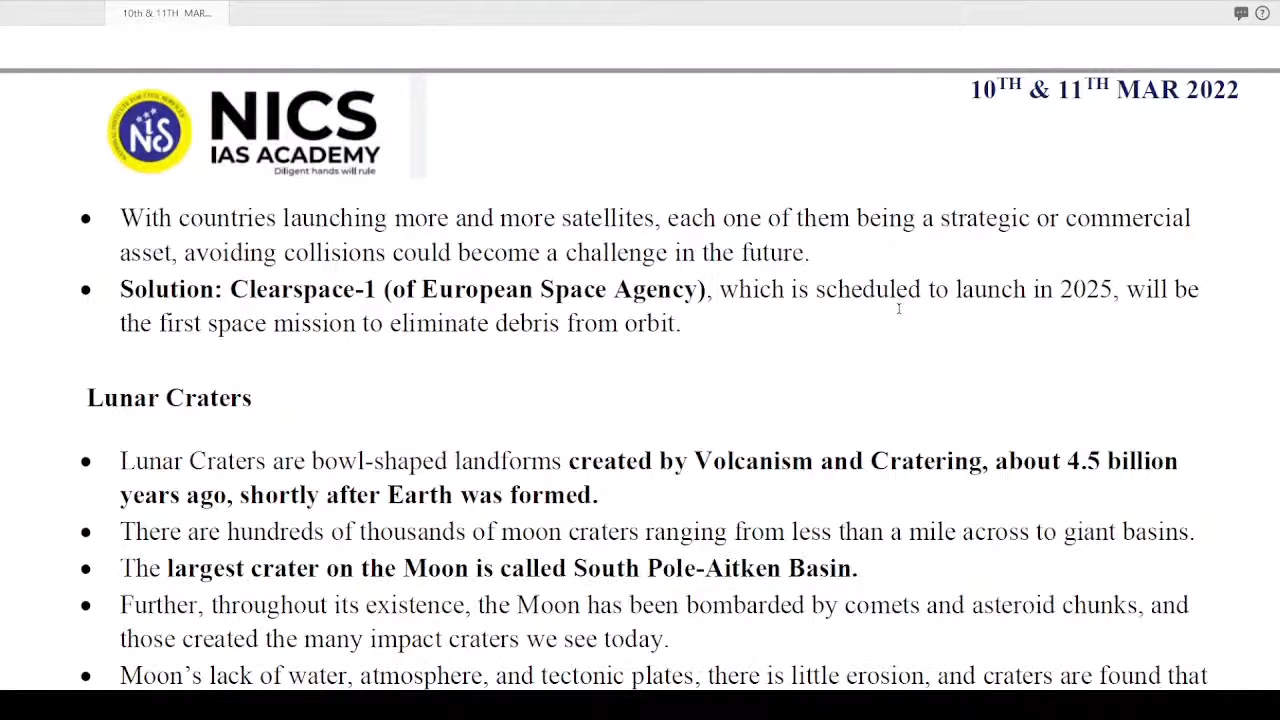 10th & 11TH MAR...
10TH & 11TH MAR 2022
NICS
IAS ACADEMY
Diligent hands will rule
• With countries launching more and more satellites, each one of them being a strategic or commercial
asset, avoiding collisions could become a challenge in the future.
• Solution: Clearspace-1 (of European Space Agency), which is scheduled to launch in 2025, will be
the first space mission to eliminate debris from orbit.
Lunar Craters
• Lunar Craters are bowl-shaped landforms created by Volcanism and Cratering, about 4.5 billion
years ago, shortly after Earth was formed.
• There are hundreds of thousands of moon craters ranging from less than a mile across to giant basins.
• The largest crater on the Moon is called South Pole-Aitken Basin.
• Further, throughout its existence, the Moon has been bombarded by comets and asteroid chunks, and
those created the many impact craters we see today.
• Moon’s lack of water, atmosphere, and tectonic plates, there is little erosion, and craters are found that